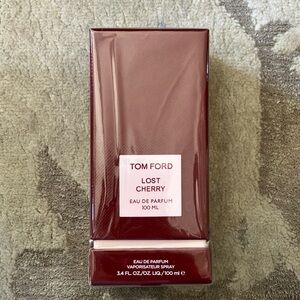 TOM FORD
LOST
CHERRY
EAU DE PARFUM
100 ML
EAU DE PARFUM
VAPORISATEUR SPRAY
3.4 FL. OZ./OZ. LIQ./100 ml ℮